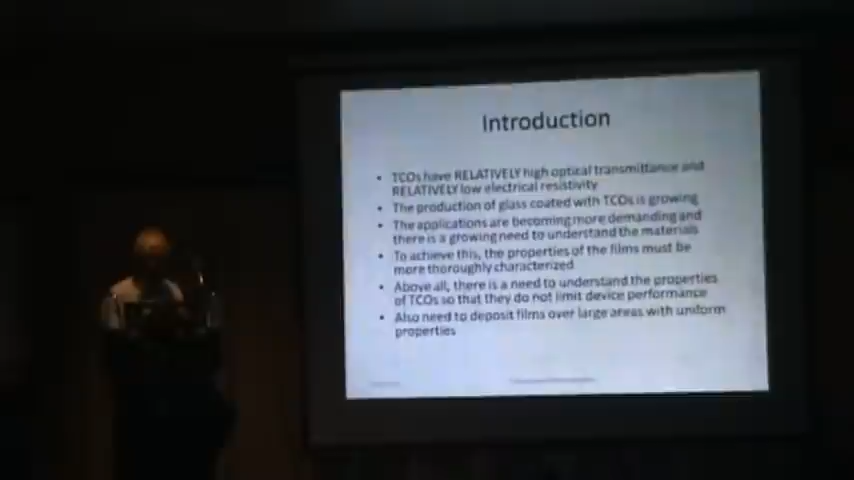 Introduction
• TCOs have RELATIVELY high optical transmittance and
RELATIVELY low electrical resistivity
• The production of glass coated with TCOs is growing
• The applications are becoming more demanding and
there is a growing need to understand the materials
• To achieve this, the properties of the films must be
more thoroughly characterized
• Above all, there is a need to understand the properties
of TCOs so that they do not limit device performance
• Also need to deposit films over large areas with uniform
properties